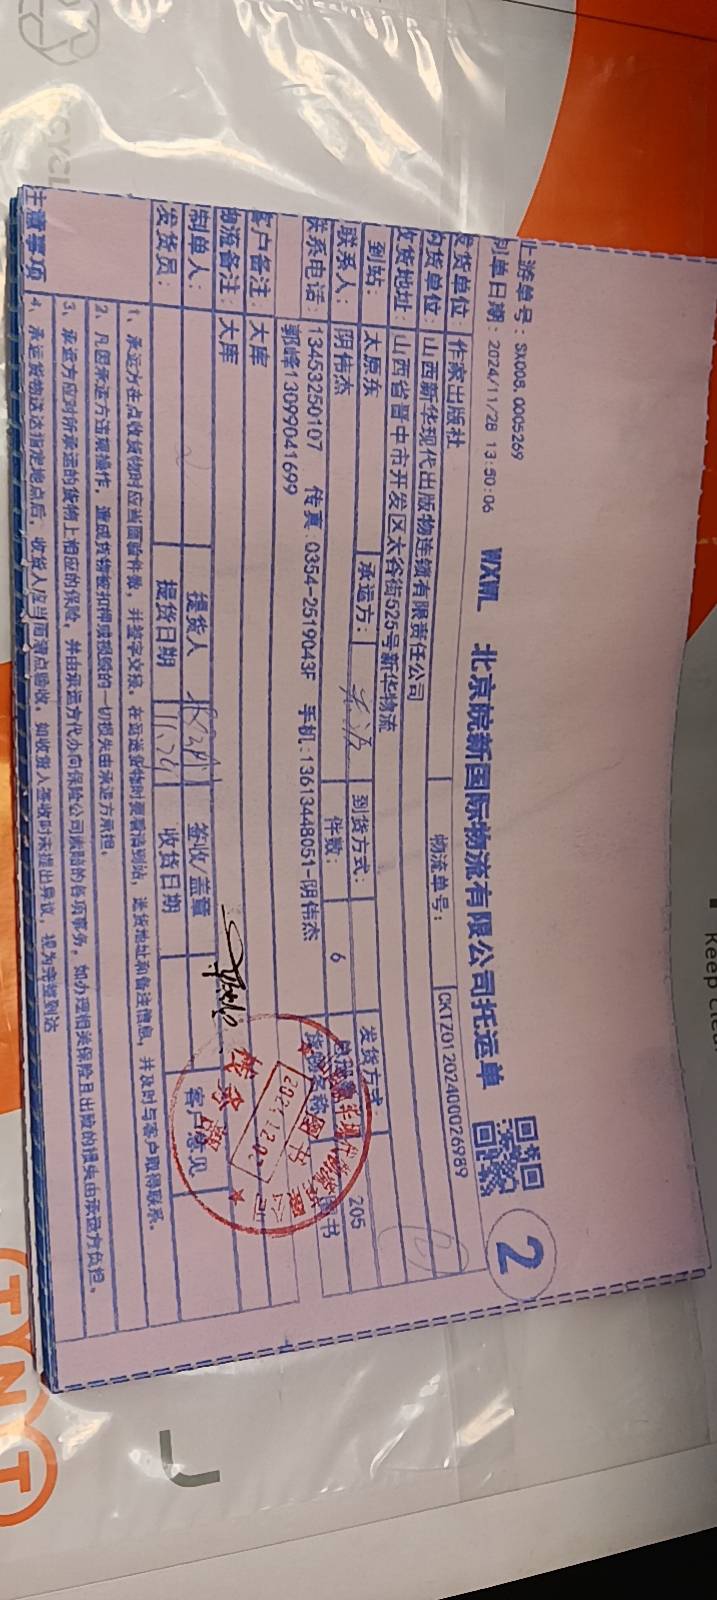 上游单号：SX008.0005269
制单日期：2024/11/28 13:50:06
WXWL 北京皖新国际物流有限公司托运单
2
物流单号： CKTZ0120240026989
发货单位： 作家出版社
收货单位： 山西新华现代出版物连锁有限责任公司
收货地址： 山西省晋中市开发区太谷街525号新华物流
到站： 太原东 承运方： 到货方式： 发货方式：
联系人： 阴伟杰 件数： 6 205
联系电话： 13453250107 传真:0354-2519043F 手机:13613448051-阴伟杰
郭峰13099041699
货物名称 图书
客户备注： 大库
物流备注： 大库
制单人： 提货人 签收/盖章 客户意见
发货员： 提货日期 收货日期
注意事项
1、承运方在点收货物时应当面验件数，并签字交接。在运送货物时要看清到站，送货地址和备注信息，并及时与客户取得联系。
2、凡因承运方违规操作，造成货物被扣押或损毁的一切损失由承运方承担。
3、承运方应对所承运的货物上相应的保险，并由承运方代办向保险公司索赔的各项事务，如办理相关保险且出险的损失由承运方负担。
4、承运货物送达指定地点后，收货人应当面清点验收，如收货人签收时未提出异议，视为完整到达
Keep Clea
CYCL
TYNT